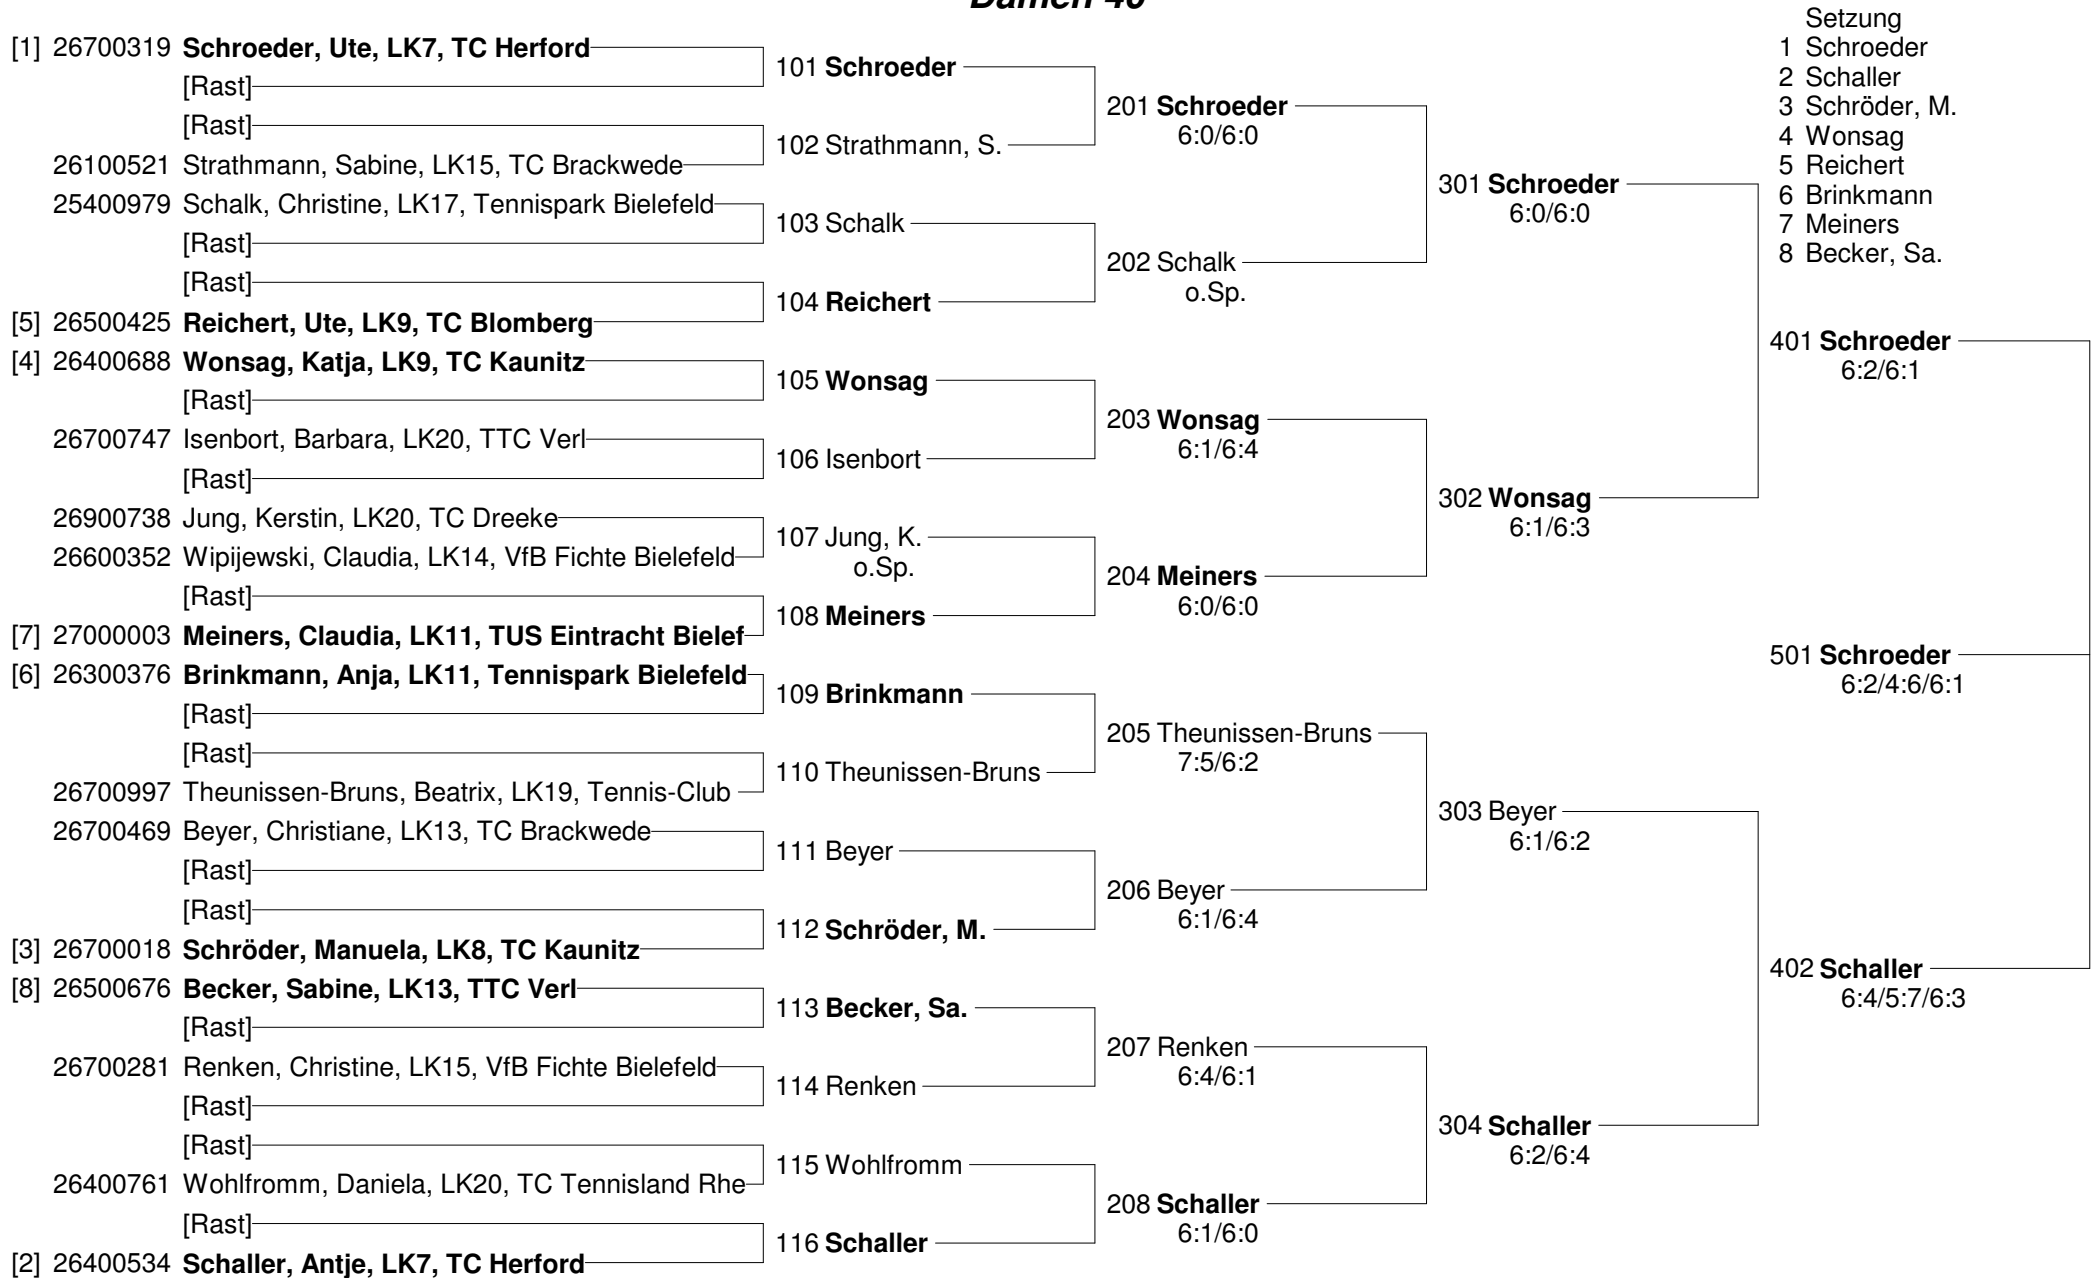 Damen 40
[1] 26700319 Schroeder, Ute, LK7, TC Herford
[Rast]
[Rast]
26100521 Strathmann, Sabine, LK15, TC Brackwede
25400979 Schalk, Christine, LK17, Tennispark Bielefeld
[Rast]
[Rast]
[5] 26500425 Reichert, Ute, LK9, TC Blomberg
[4] 26400688 Wonsag, Katja, LK9, TC Kaunitz
[Rast]
26700747 Isenbort, Barbara, LK20, TTC Verl
[Rast]
26900738 Jung, Kerstin, LK20, TC Dreeke
26600352 Wipijewski, Claudia, LK14, VfB Fichte Bielefeld
[Rast]
[7] 27000003 Meiners, Claudia, LK11, TUS Eintracht Bielef
[6] 26300376 Brinkmann, Anja, LK11, Tennispark Bielefeld
[Rast]
[Rast]
26700997 Theunissen-Bruns, Beatrix, LK19, Tennis-Club
26700469 Beyer, Christiane, LK13, TC Brackwede
[Rast]
[Rast]
[3] 26700018 Schröder, Manuela, LK8, TC Kaunitz
[8] 26500676 Becker, Sabine, LK13, TTC Verl
[Rast]
26700281 Renken, Christine, LK15, VfB Fichte Bielefeld
[Rast]
[Rast]
26400761 Wohlfromm, Daniela, LK20, TC Tennisland Rhe
[Rast]
[2] 26400534 Schaller, Antje, LK7, TC Herford
101 Schroeder
102 Strathmann, S.
103 Schalk
104 Reichert
105 Wonsag
106 Isenbort
107 Jung, K.
o.Sp.
108 Meiners
109 Brinkmann
110 Theunissen-Bruns
111 Beyer
112 Schröder, M.
113 Becker, Sa.
114 Renken
115 Wohlfromm
116 Schaller
201 Schroeder
6:0/6:0
202 Schalk
o.Sp.
203 Wonsag
6:1/6:4
204 Meiners
6:0/6:0
205 Theunissen-Bruns
7:5/6:2
206 Beyer
6:1/6:4
207 Renken
6:4/6:1
208 Schaller
6:1/6:0
301 Schroeder
6:0/6:0
302 Wonsag
6:1/6:3
303 Beyer
6:1/6:2
304 Schaller
6:2/6:4
Setzung
1 Schroeder
2 Schaller
3 Schröder, M.
4 Wonsag
5 Reichert
6 Brinkmann
7 Meiners
8 Becker, Sa.
401 Schroeder
6:2/6:1
501 Schroeder
6:2/4:6/6:1
402 Schaller
6:4/5:7/6:3